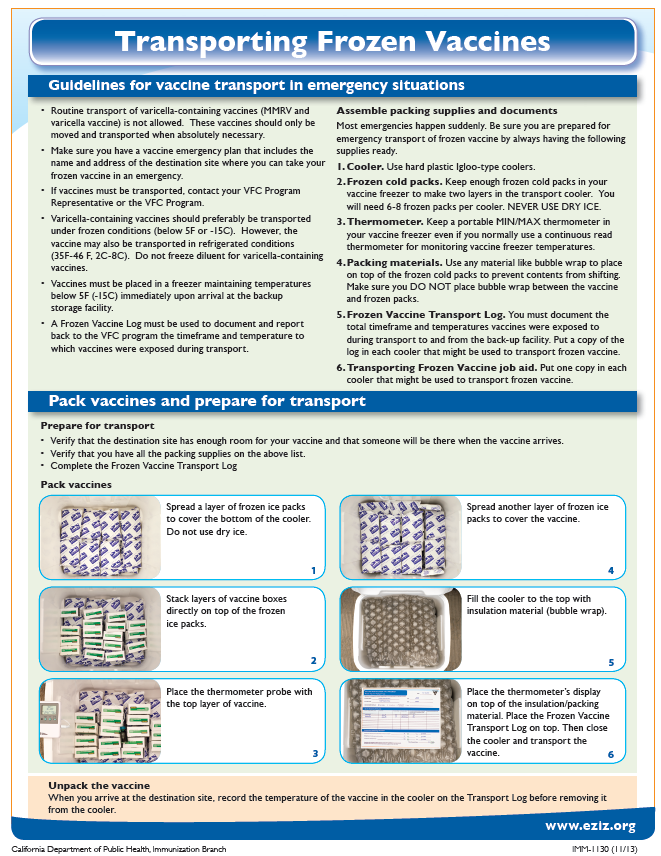 Transporting Frozen Vaccines
Guidelines for vaccine transport in emergency situations
• Routine transport of varicella-containing vaccines (MMRV and
varicella vaccine) is not allowed. These vaccines should only be
moved and transported when absolutely necessary.
• Make sure you have a vaccine emergency plan that includes the
name and address of the destination site where you can take your
frozen vaccine in an emergency.
• If vaccines must be transported, contact your VFC Program
Representative or the VFC Program.
• Varicella-containing vaccines should preferably be transported
under frozen conditions (below 5F or -15C). However, the
vaccine may also be transported in refrigerated conditions
(35F-46 F, 2C-8C). Do not freeze diluent for varicella-containing
vaccines.
• Vaccines must be placed in a freezer maintaining temperatures
below 5F (-15C) immediately upon arrival at the backup
storage facility.
• A Frozen Vaccine Log must be used to document and report
back to the VFC program the timeframe and temperature to
which vaccines were exposed during transport.
Assemble packing supplies and documents
Most emergencies happen suddenly. Be sure you are prepared for
emergency transport of frozen vaccine by always having the following
supplies ready.
1. Cooler. Use hard plastic Igloo-type coolers.
2. Frozen cold packs. Keep enough frozen cold packs in your
vaccine freezer to make two layers in the transport cooler. You
will need 6-8 frozen packs per cooler. NEVER USE DRY ICE.
3. Thermometer. Keep a portable MIN/MAX thermometer in
your vaccine freezer even if you normally use a continuous read
thermometer for monitoring vaccine freezer temperatures.
4. Packing materials. Use any material like bubble wrap to place
on top of the frozen cold packs to prevent contents from shifting.
Make sure you DO NOT place bubble wrap between the vaccine
and frozen packs.
5. Frozen Vaccine Transport Log. You must document the
total timeframe and temperatures vaccines were exposed to
during transport to and from the back-up facility. Put a copy of the
log in each cooler that might be used to transport frozen vaccine.
6. Transporting Frozen Vaccine job aid. Put one copy in each
cooler that might be used to transport frozen vaccine.
Pack vaccines and prepare for transport
Prepare for transport
• Verify that the destination site has enough room for your vaccine and that someone will be there when the vaccine arrives.
• Verify that you have all the packing supplies on the above list.
• Complete the Frozen Vaccine Transport Log
Pack vaccines
Spread a layer of frozen ice packs
to cover the bottom of the cooler.
Do not use dry ice.
1
Stack layers of vaccine boxes
directly on top of the frozen
ice packs.
2
Place the thermometer probe with
the top layer of vaccine.
3
Spread another layer of frozen ice
packs to cover the vaccine.
4
Fill the cooler to the top with
insulation material (bubble wrap).
5
Place the thermometer's display
on top of the insulation/packing
material. Place the Frozen Vaccine
Transport Log on top. Then close
the cooler and transport the
vaccine.
6
Unpack the vaccine
When you arrive at the destination site, record the temperature of the vaccine in the cooler on the Transport Log before removing it
from the cooler.
www.eziz.org
California Department of Public Health, Immunization Branch
IMM-1130 (11/13)